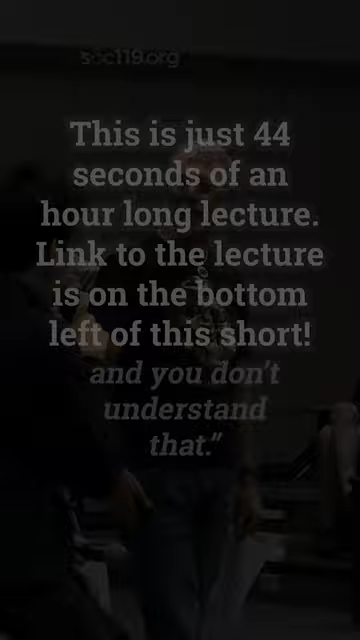 soc119.org
This is just 44
seconds of an
hour long lecture.
Link to the lecture
is on the bottom
left of this short!
and you don't
understand
that."